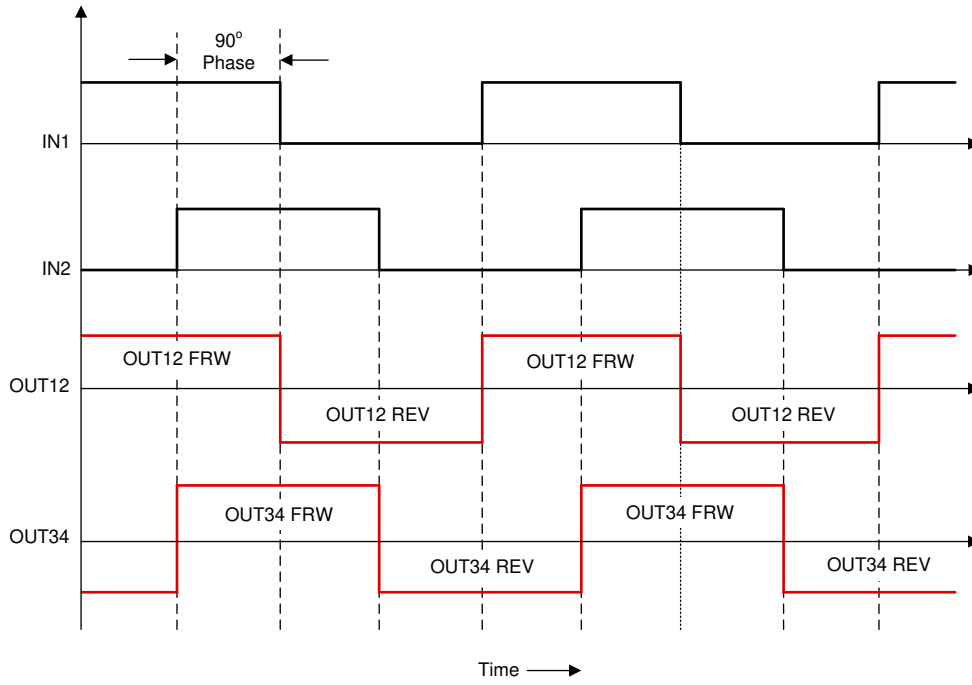 90° Phase
IN1
IN2
OUT12 FRW
OUT12 FRW
OUT12
OUT12 REV
OUT12 REV
OUT34 FRW
OUT34 FRW
OUT34
OUT34 REV
OUT34 REV
Time